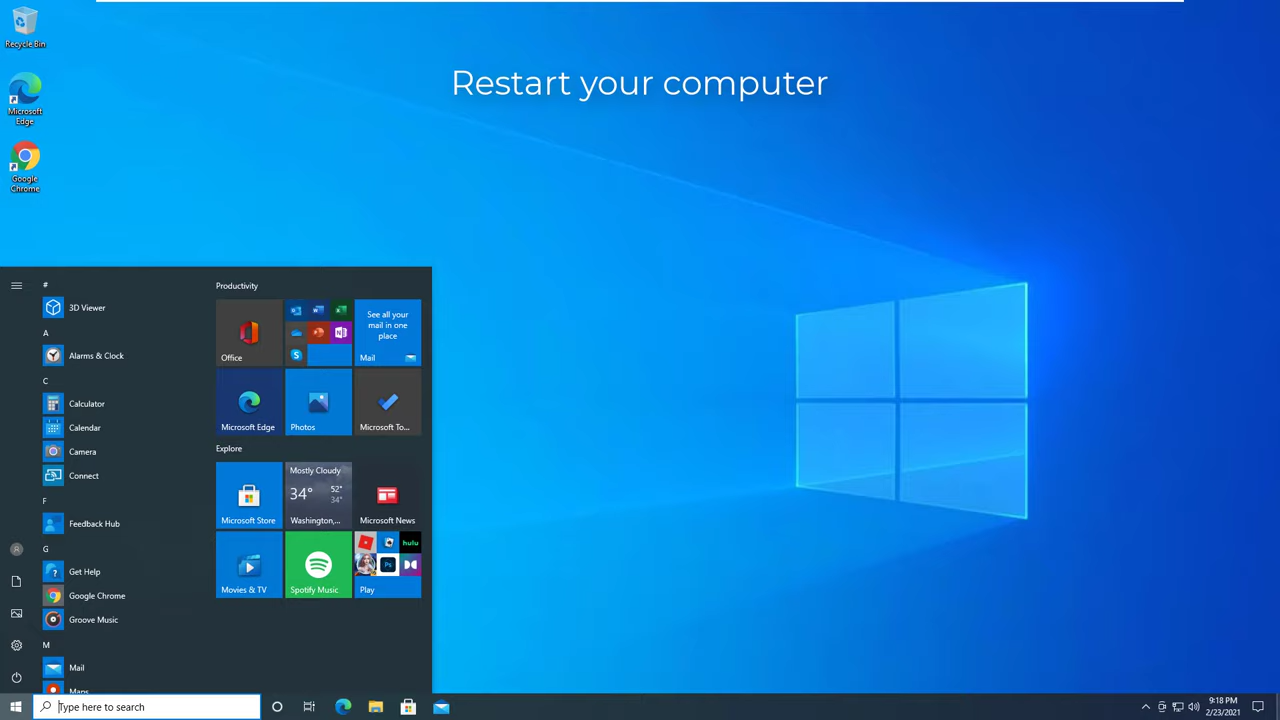 Recycle Bin
Microsoft
Edge
Google
Chrome
Restart your computer
#
3D Viewer
A
Alarms & Clock
C
Calculator
Calendar
Camera
Connect
F
Feedback Hub
G
Get Help
Google Chrome
Groove Music
M
Mail
Maps
Productivity
Office
See all your
mail in one
place
Mail
Microsoft Edge
Photos
Microsoft To...
Explore
Microsoft Store
Mostly Cloudy
34° 52°
34°
Washington,...
Microsoft News
Movies & TV
Spotify Music
hulu
Ps
Play
Type here to search
9:18 PM
2/23/2021